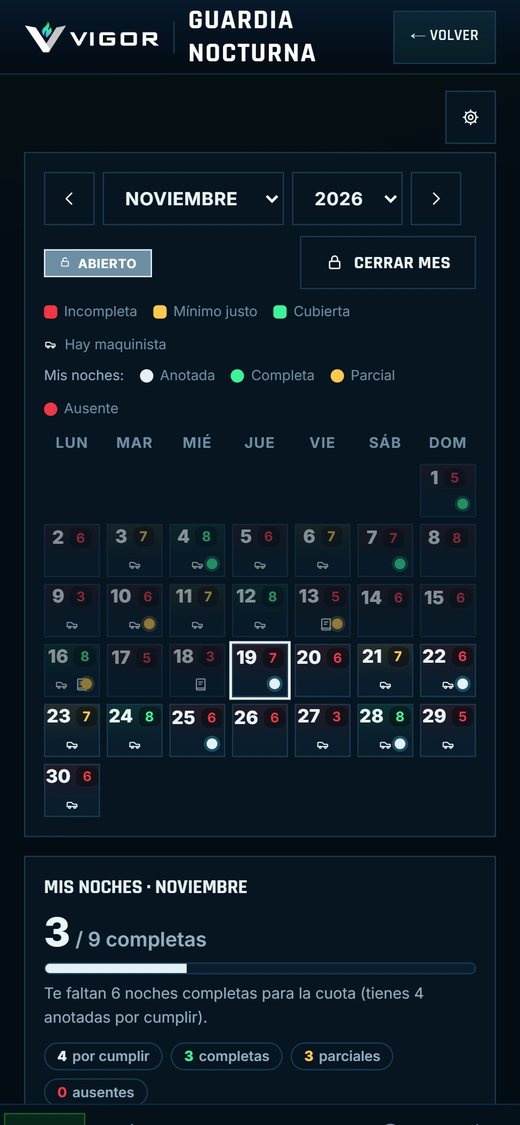 VIGOR
GUARDIA
NOCTURNA
← VOLVER
NOVIEMBRE
2026
ABIERTO
CERRAR MES
Incompleta
Mínimo justo
Cubierta
Hay maquinista
Mis noches:
Anotada
Completa
Parcial
Ausente
LUN MAR MIÉ JUE VIE SÁB DOM
1 5
2 6 3 7 4 8 5 6 6 7 7 7 8 8
9 3 10 6 11 7 12 8 13 5 14 6 15 6
16 8 17 5 18 3 19 7 20 6 21 7 22 6
23 7 24 8 25 6 26 6 27 3 28 8 29 5
30 6
MIS NOCHES · NOVIEMBRE
3 / 9 completas
Te faltan 6 noches completas para la cuota (tienes 4
anotadas por cumplir).
4 por cumplir
3 completas
3 parciales
0 ausentes